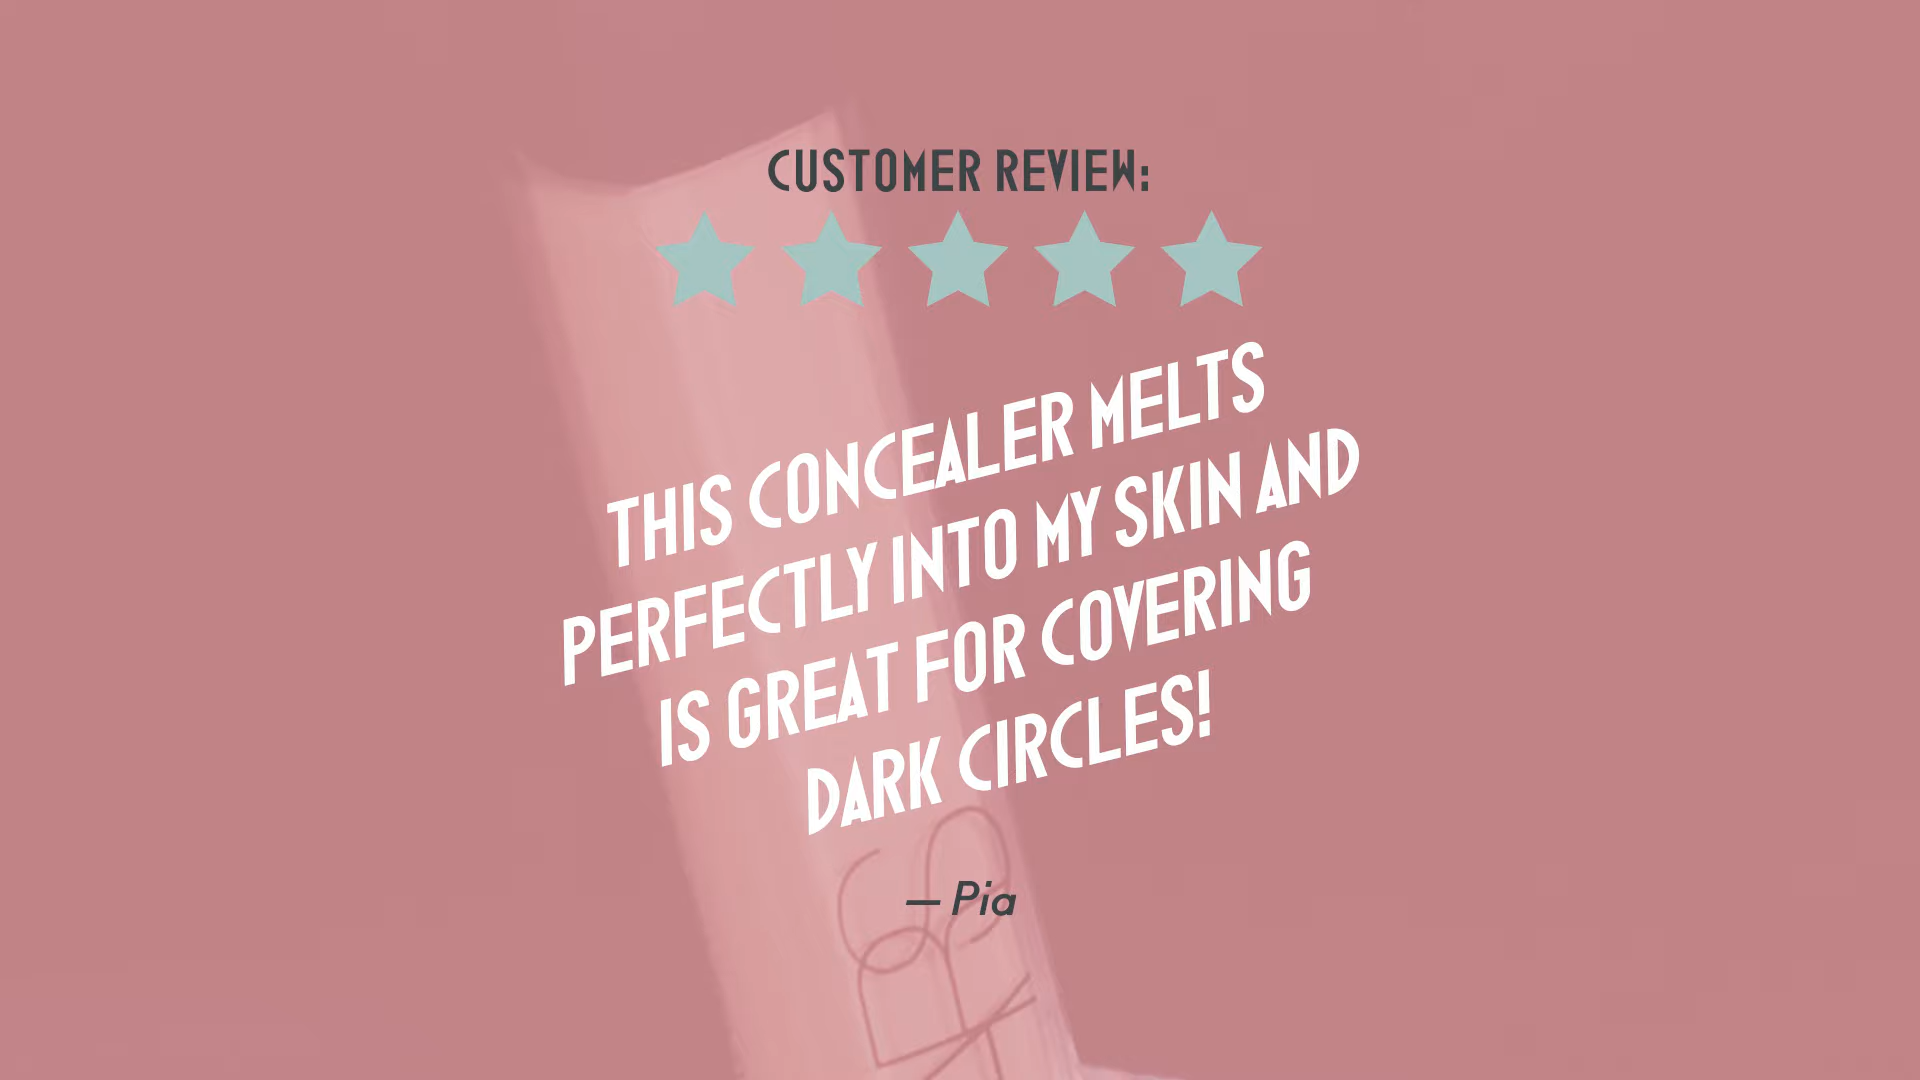 CUSTOMER REVIEW:
THIS CONCEALER MELTS
PERFECTLY INTO MY SKIN AND
IS GREAT FOR COVERING
DARK CIRCLES!
— Pia